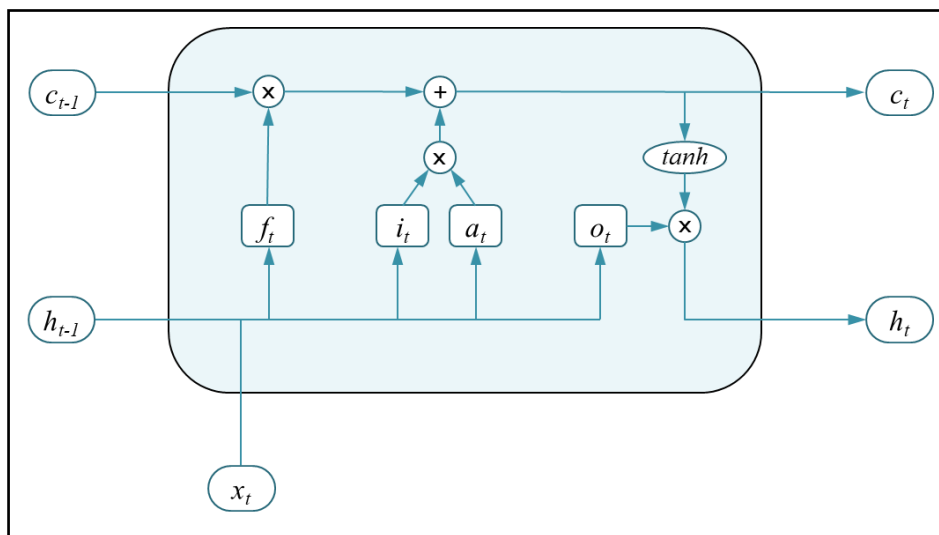 c_{t-1} x + c_t
x tanh
f_t i_t a_t o_t x
h_{t-1} h_t
x_t